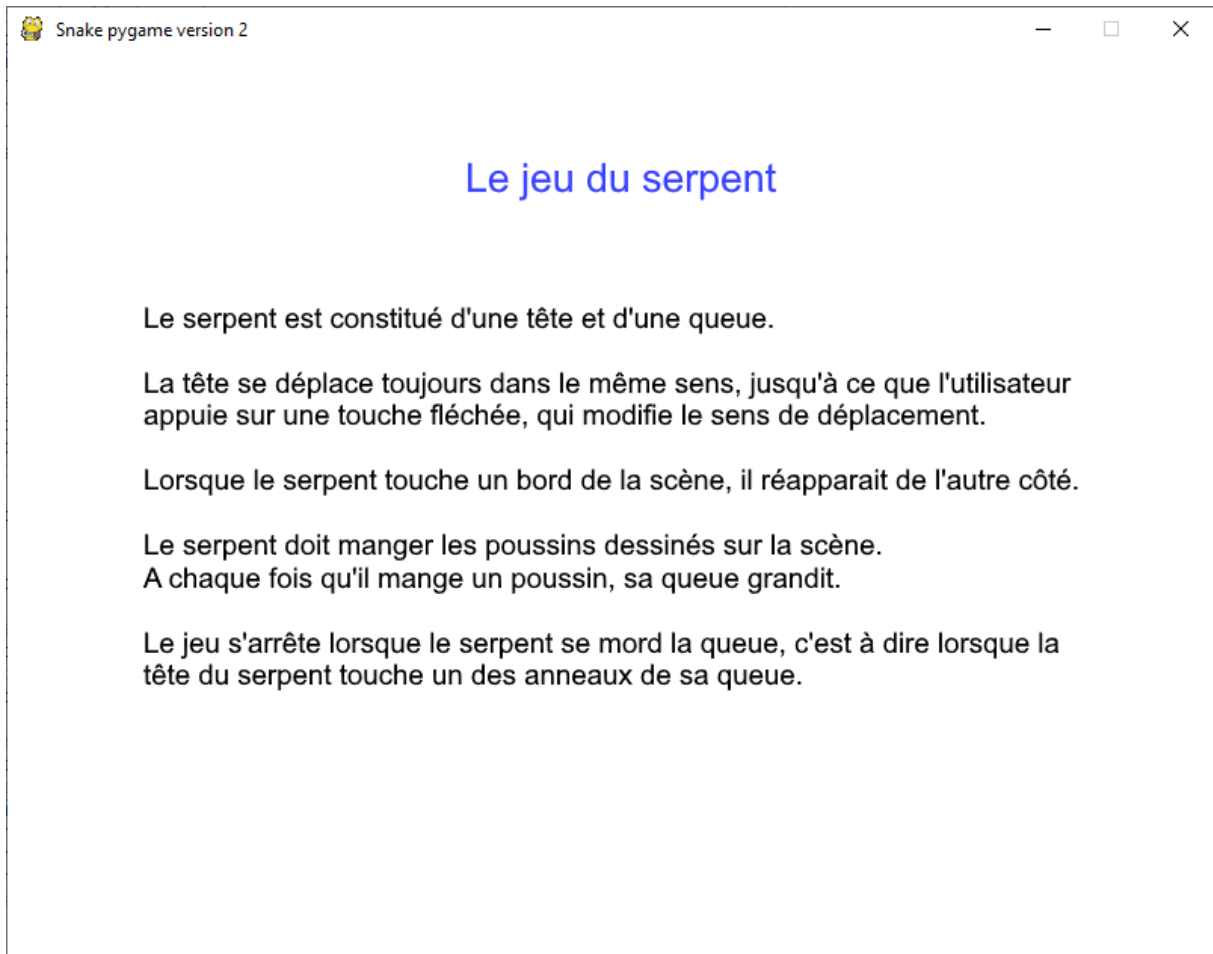 Snake pygame version 2
Le jeu du serpent
Le serpent est constitué d'une tête et d'une queue.
La tête se déplace toujours dans le même sens, jusqu'à ce que l'utilisateur
appuie sur une touche fléchée, qui modifie le sens de déplacement.
Lorsque le serpent touche un bord de la scène, il réapparait de l'autre côté.
Le serpent doit manger les poussins dessinés sur la scène.
A chaque fois qu'il mange un poussin, sa queue grandit.
Le jeu s'arrête lorsque le serpent se mord la queue, c'est à dire lorsque la
tête du serpent touche un des anneaux de sa queue.